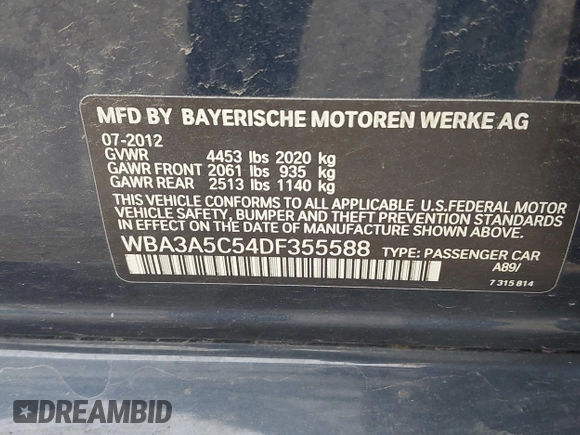 MFD BY BAYERISCHE MOTOREN WERKE AG
07-2012
GVWR 4453 lbs 2020 kg
GAWR FRONT 2061 lbs 935 kg
GAWR REAR 2513 lbs 1140 kg
THIS VEHICLE CONFORMS TO ALL APPLICABLE U.S.FEDERAL MOTOR
VEHICLE SAFETY, BUMPER AND THEFT PREVENTION STANDARDS IN
EFFECT ON THE DATE OF MANUFACTURE SHOWN ABOVE.
WBA3A5C54DF355588 TYPE: PASSENGER CAR
A89/
7 315 814
DREAMBID